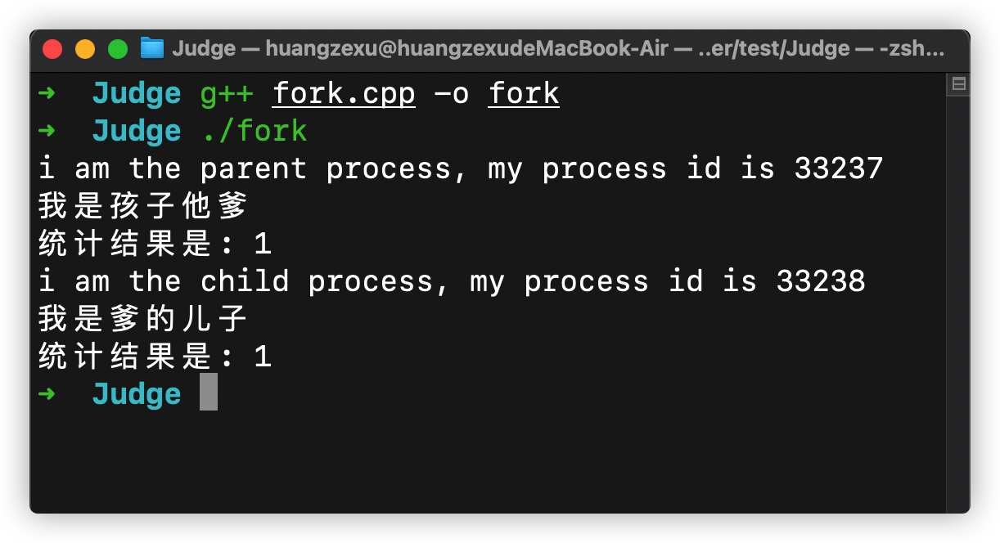 Judge — huangzexu@huangzexudeMacBook-Air — ..er/test/Judge — -zsh...
➜ Judge g++ fork.cpp -o fork
➜ Judge ./fork
i am the parent process, my process id is 33237
我是孩子他爹
统计结果是: 1
i am the child process, my process id is 33238
我是爹的儿子
统计结果是: 1
➜ Judge